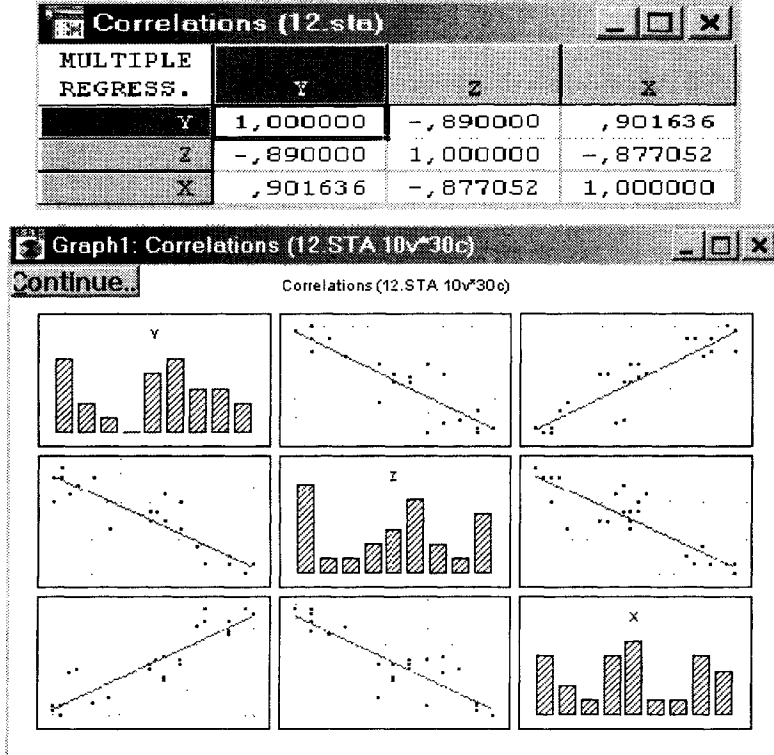 Correlations (12.sta)
MULTIPLE
REGRESS. Y Z X
Y 1,000000 -,890000 ,901636
Z -,890000 1,000000 -,877052
X ,901636 -,877052 1,000000
Graph1: Correlations (12.STA 10v*30c)
Continue..
Correlations (12.STA 10v*30c)
Y
Z
X